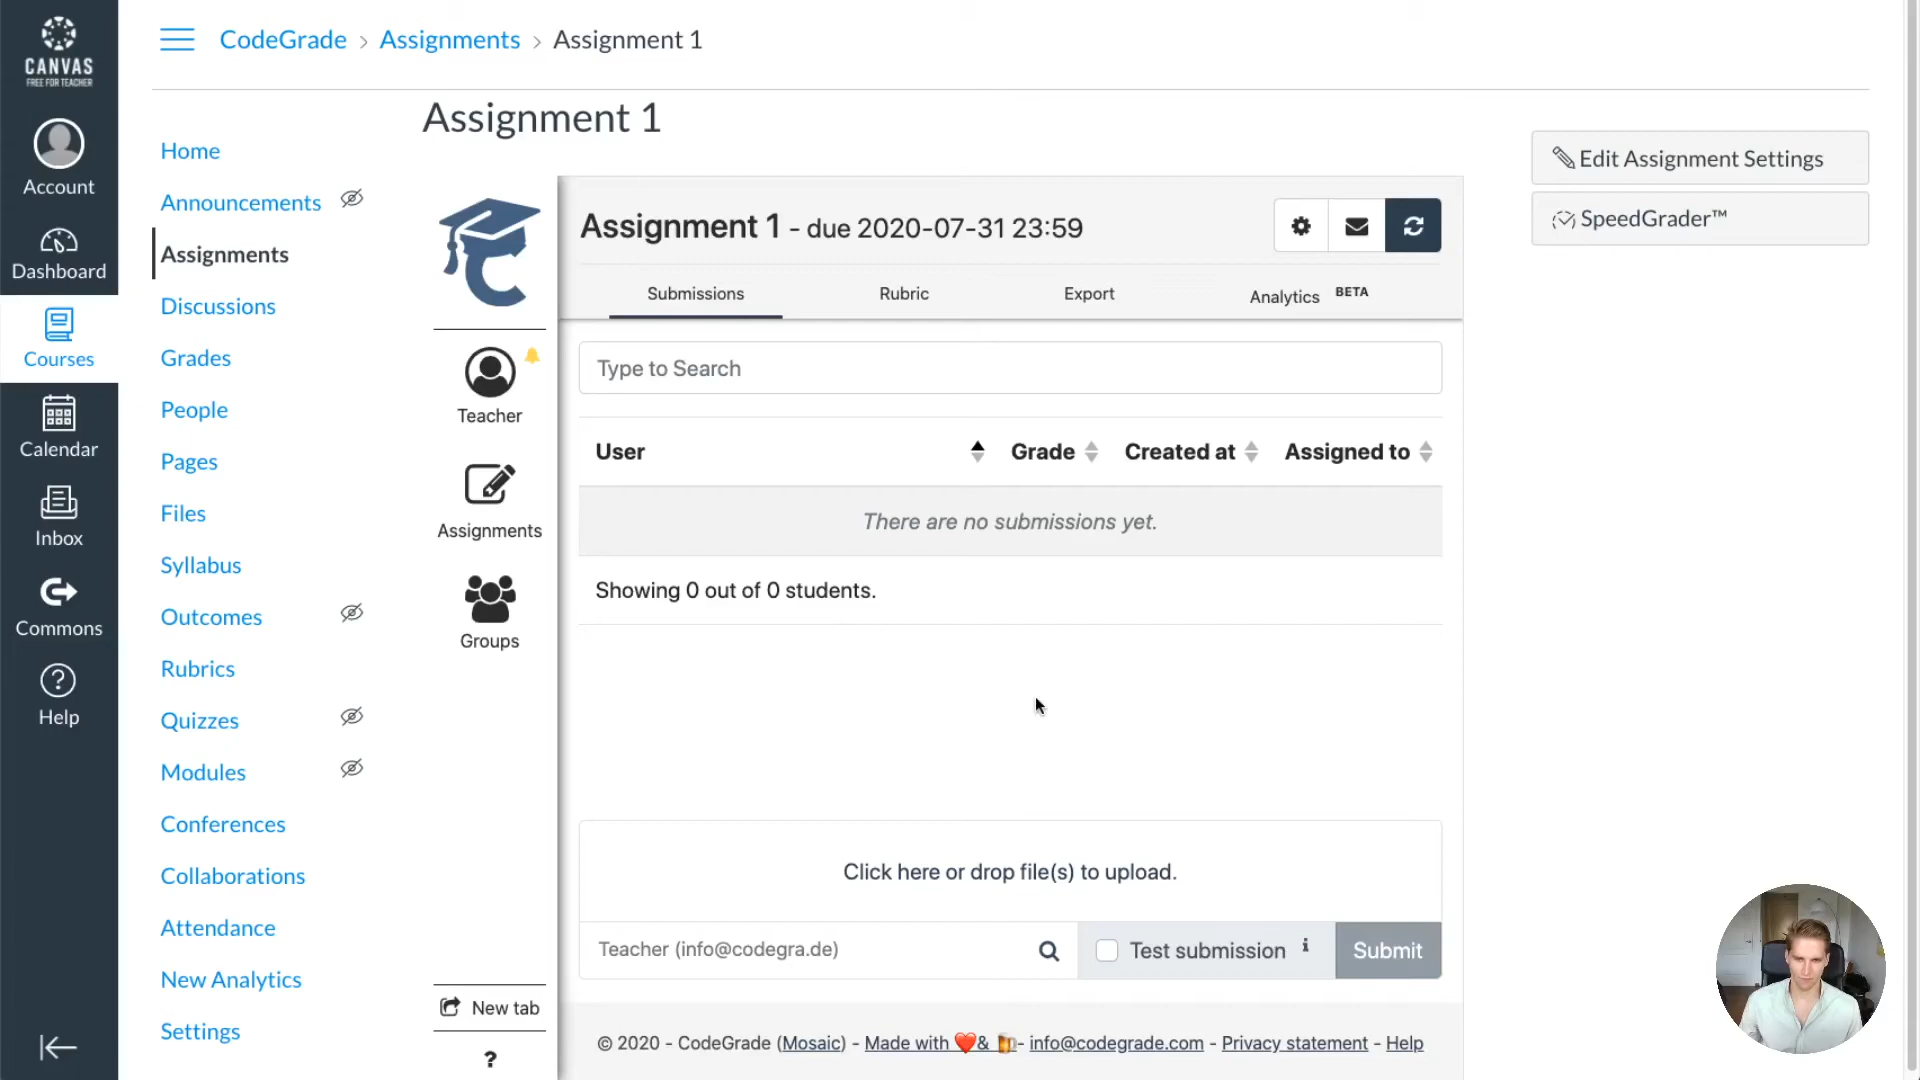 CANVAS
FREE FOR TEACHER
Account
Dashboard
Courses
Calendar
Inbox
Commons
Help
CodeGrade › Assignments › Assignment 1
Home
Announcements
Assignments
Discussions
Grades
People
Pages
Files
Syllabus
Outcomes
Rubrics
Quizzes
Modules
Conferences
Collaborations
Attendance
New Analytics
Settings
Assignment 1
Teacher
Assignments
Groups
New tab
?
Assignment 1 - due 2020-07-31 23:59
Submissions Rubric Export Analytics BETA
Type to Search
User Grade Created at Assigned to
There are no submissions yet.
Showing 0 out of 0 students.
Click here or drop file(s) to upload.
Teacher (info@codegra.de) Test submission i Submit
© 2020 - CodeGrade (Mosaic) - Made with ❤️& 🍻- info@codegrade.com - Privacy statement - Help
Edit Assignment Settings
SpeedGrader™